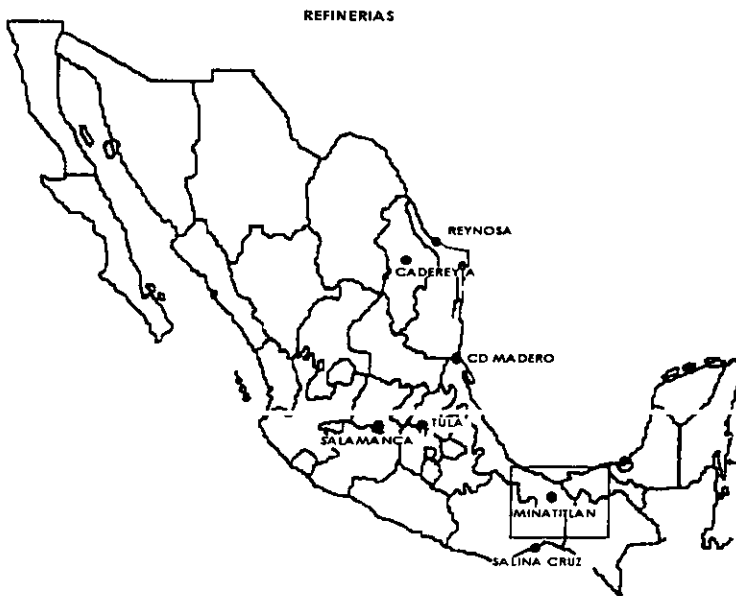 REFINERIAS
REYNOSA
CADEREYTA
CD MADERO
TULA
SALAMANCA
MINATITLAN
SALINA CRUZ